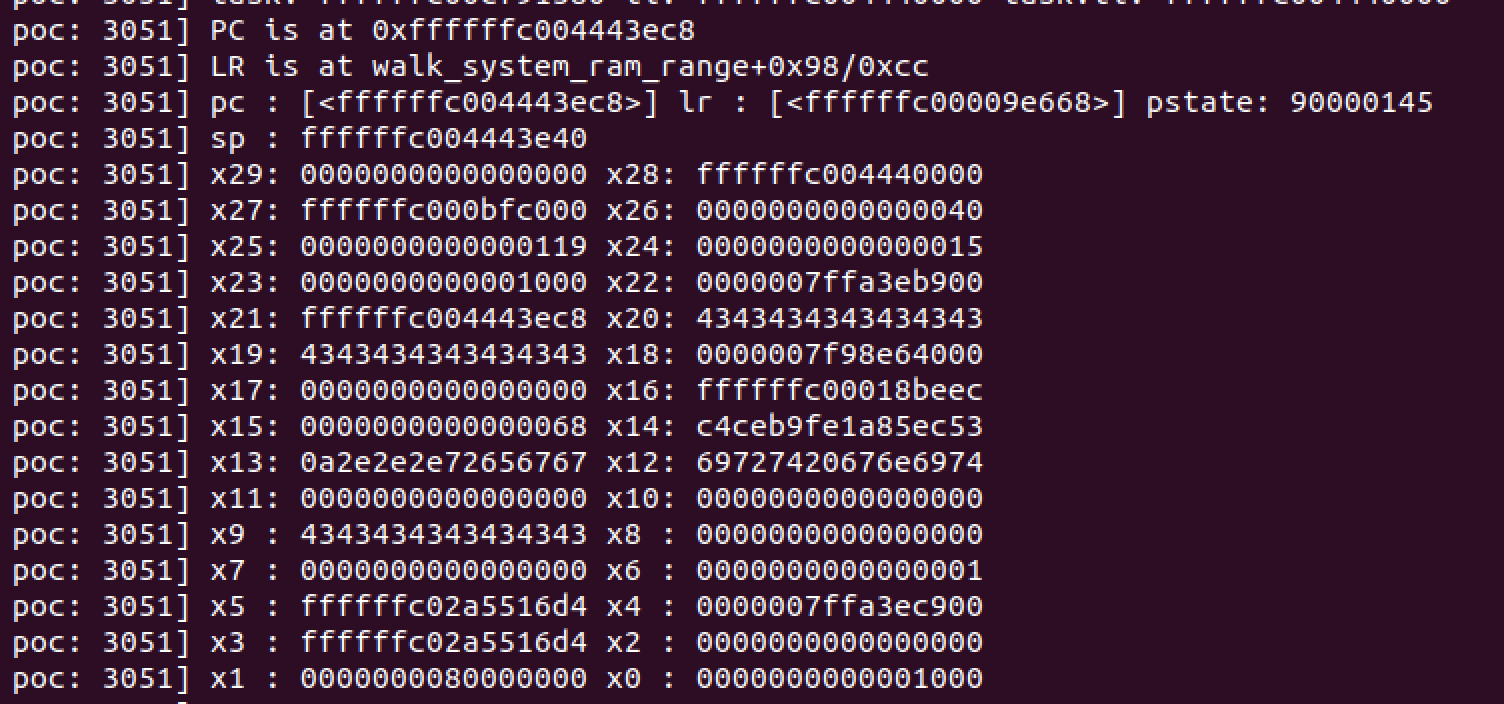 poc: 3051] PC is at 0xffffffc004443ec8
poc: 3051] LR is at walk_system_ram_range+0x98/0xcc
poc: 3051] pc : [<ffffffc004443ec8>] lr : [<ffffffc00009e668>] pstate: 90000145
poc: 3051] sp : ffffffc004443e40
poc: 3051] x29: 0000000000000000 x28: ffffffc004440000
poc: 3051] x27: ffffffc000bfc000 x26: 0000000000000040
poc: 3051] x25: 0000000000000119 x24: 0000000000000015
poc: 3051] x23: 0000000000001000 x22: 0000007ffa3eb900
poc: 3051] x21: ffffffc004443ec8 x20: 4343434343434343
poc: 3051] x19: 4343434343434343 x18: 0000007f98e64000
poc: 3051] x17: 0000000000000000 x16: ffffffc00018beec
poc: 3051] x15: 0000000000000068 x14: c4ceb9fe1a85ec53
poc: 3051] x13: 0a2e2e2e72656767 x12: 69727420676e6974
poc: 3051] x11: 0000000000000000 x10: 0000000000000000
poc: 3051] x9 : 4343434343434343 x8 : 0000000000000000
poc: 3051] x7 : 0000000000000000 x6 : 0000000000000001
poc: 3051] x5 : ffffffc02a5516d4 x4 : 0000007ffa3ec900
poc: 3051] x3 : ffffffc02a5516d4 x2 : 0000000000000000
poc: 3051] x1 : 0000000080000000 x0 : 0000000000001000